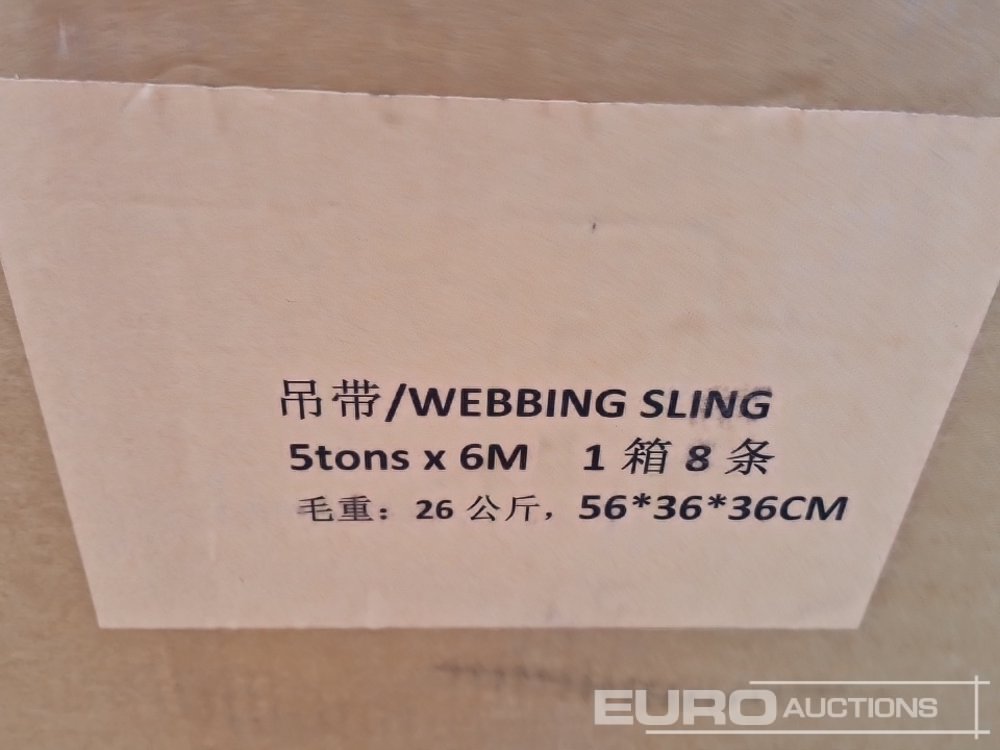 吊带/WEBBING SLING
5tons x 6M 1 箱 8 条
毛重：26 公斤，56*36*36CM
EURO AUCTIONS